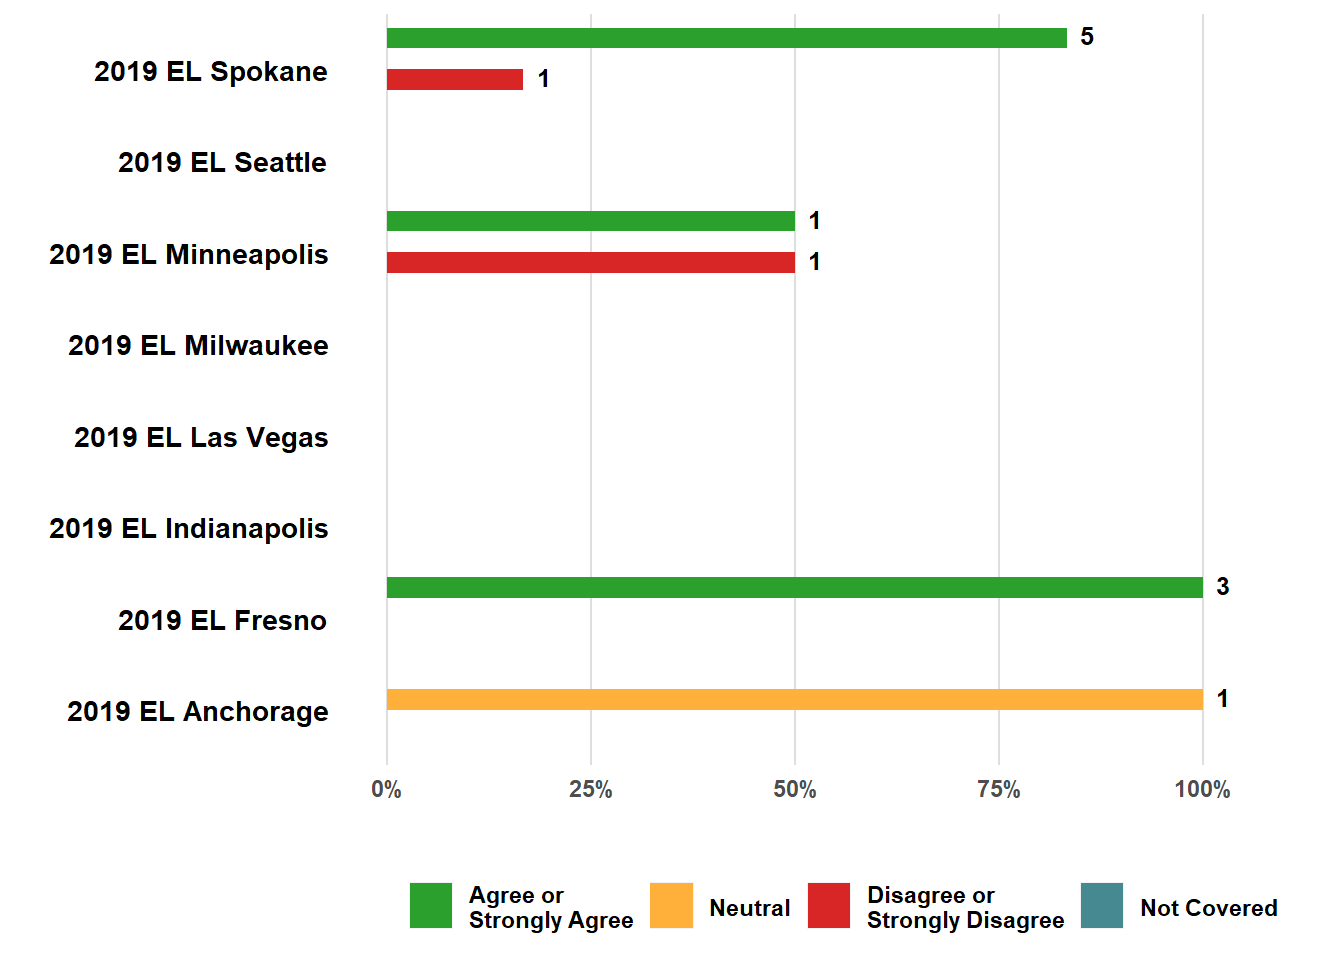 5
2019 EL Spokane
1
2019 EL Seattle
1
2019 EL Minneapolis
1
2019 EL Milwaukee
2019 EL Las Vegas
2019 EL Indianapolis
3
2019 EL Fresno
1
2019 EL Anchorage
0% 25% 50% 75% 100%
Agree or
Strongly Agree
Neutral
Disagree or
Strongly Disagree
Not Covered